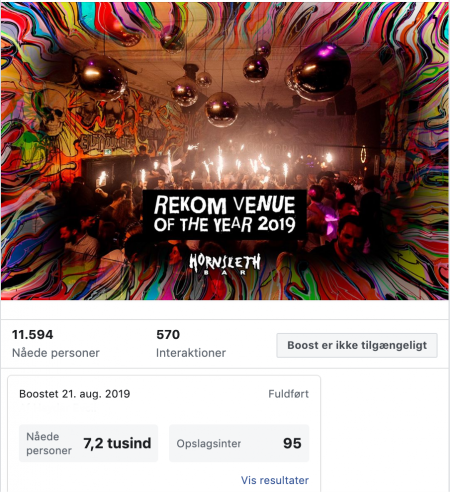 REKOM VENUE
OF THE YEAR 2019
HORNSLETH
BAR
11.594
Nåede personer
570
Interaktioner
Boost er ikke tilgængeligt
Boostet 21. aug. 2019
Fuldført
Nåede
personer
7,2 tusind
Opslagsinter
95
Vis resultater